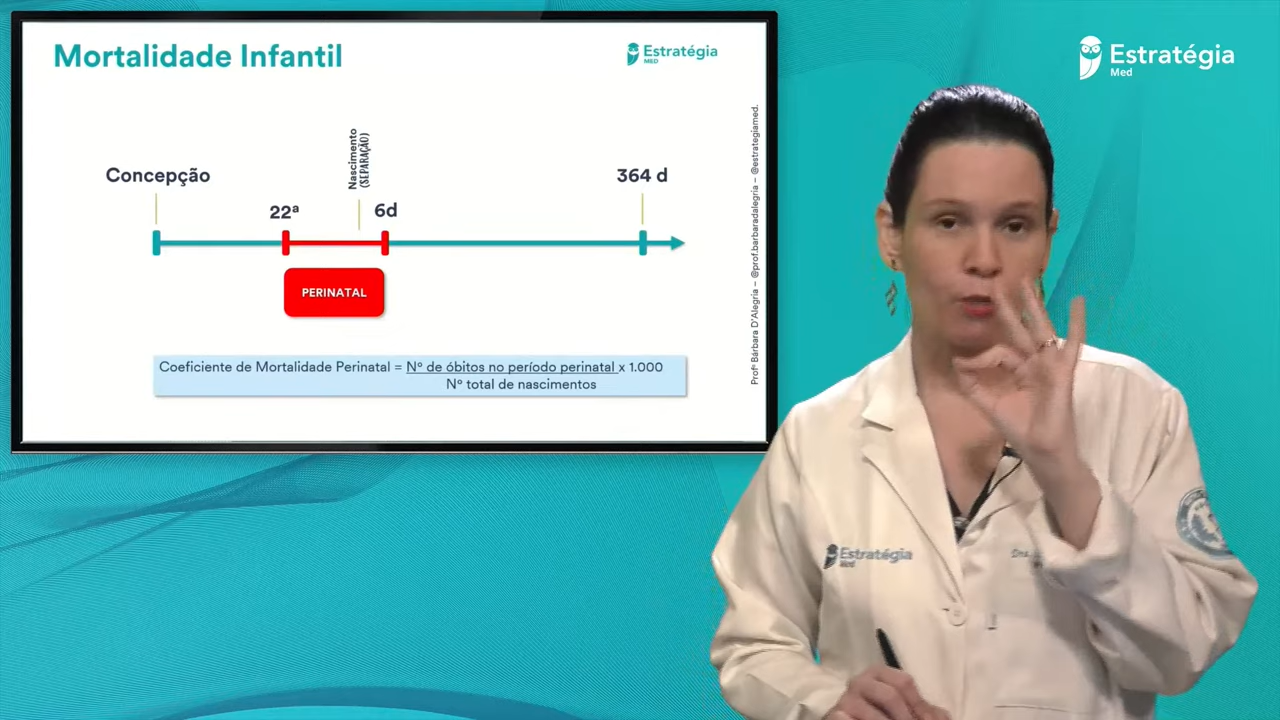 Mortalidade Infantil
Estratégia
MED
Concepção
22ª
Nascimento
(SEPARAÇÃO)
6d
364 d
PERINATAL
Coeficiente de Mortalidade Perinatal = Nº de óbitos no período perinatal x 1.000
Nº total de nascimentos
Profª Bárbara D'Alegria – @prof.barbaradalegria – @estrategiamed.
Estratégia
Med
Estratégia
Med